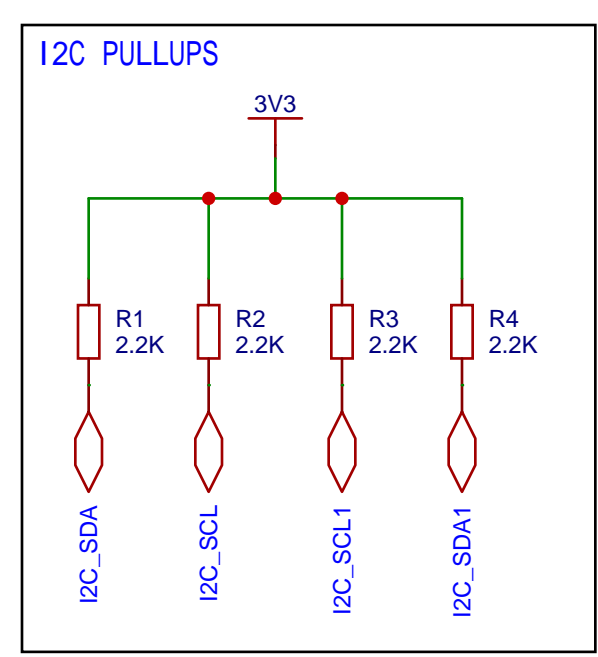 I2C PULLUPS
3V3
R1
2.2K
R2
2.2K
R3
2.2K
R4
2.2K
I2C_SDA
I2C_SCL
I2C_SCL1
I2C_SDA1